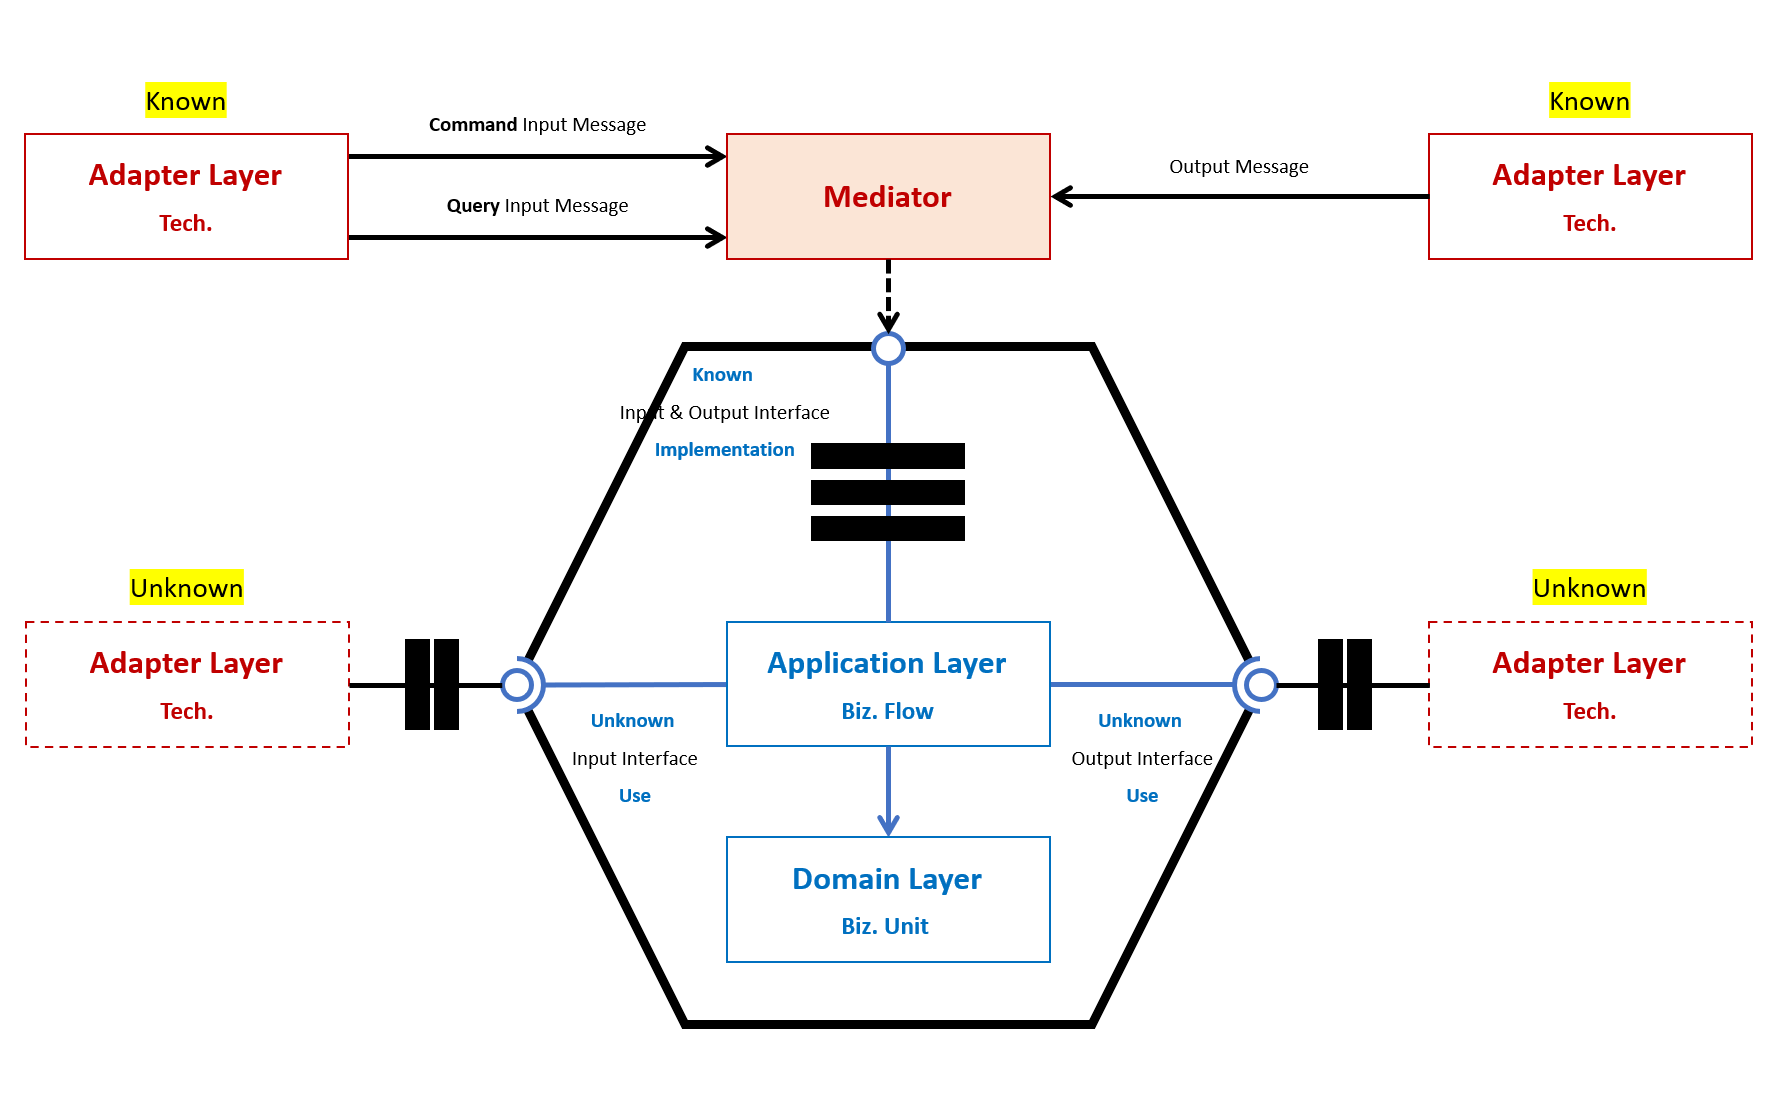 Known
Adapter Layer
Tech.
Command Input Message
Query Input Message
Mediator
Output Message
Known
Adapter Layer
Tech.
Known
Input & Output Interface
Implementation
Unknown
Adapter Layer
Tech.
Unknown
Input Interface
Use
Application Layer
Biz. Flow
Unknown
Output Interface
Use
Unknown
Adapter Layer
Tech.
Domain Layer
Biz. Unit